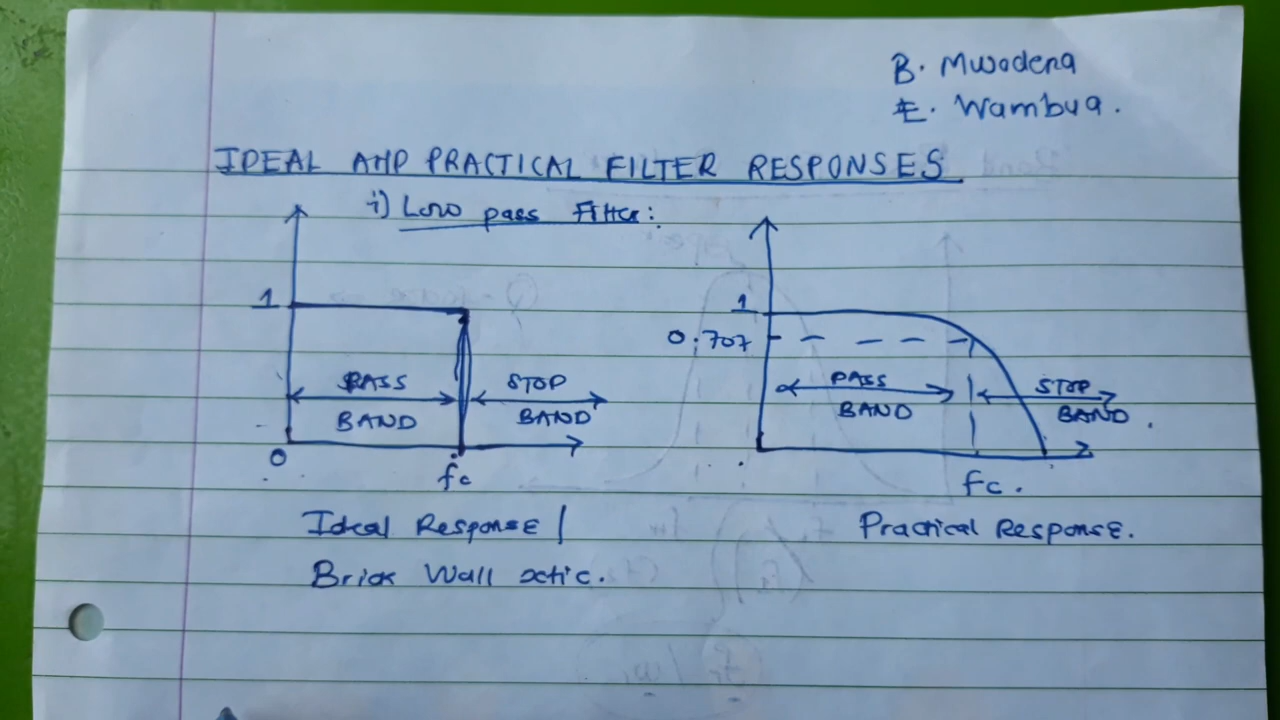 B. Mwadena
E. Wambua.
IDEAL AND PRACTICAL FILTER RESPONSES
i) Low pass Filter:
1
PASS
BAND
STOP
BAND
0
fc
Ideal Response/
Brick Wall xctic.
1
0.707
PASS
BAND
STOP
BAND.
fc.
Practical Response.